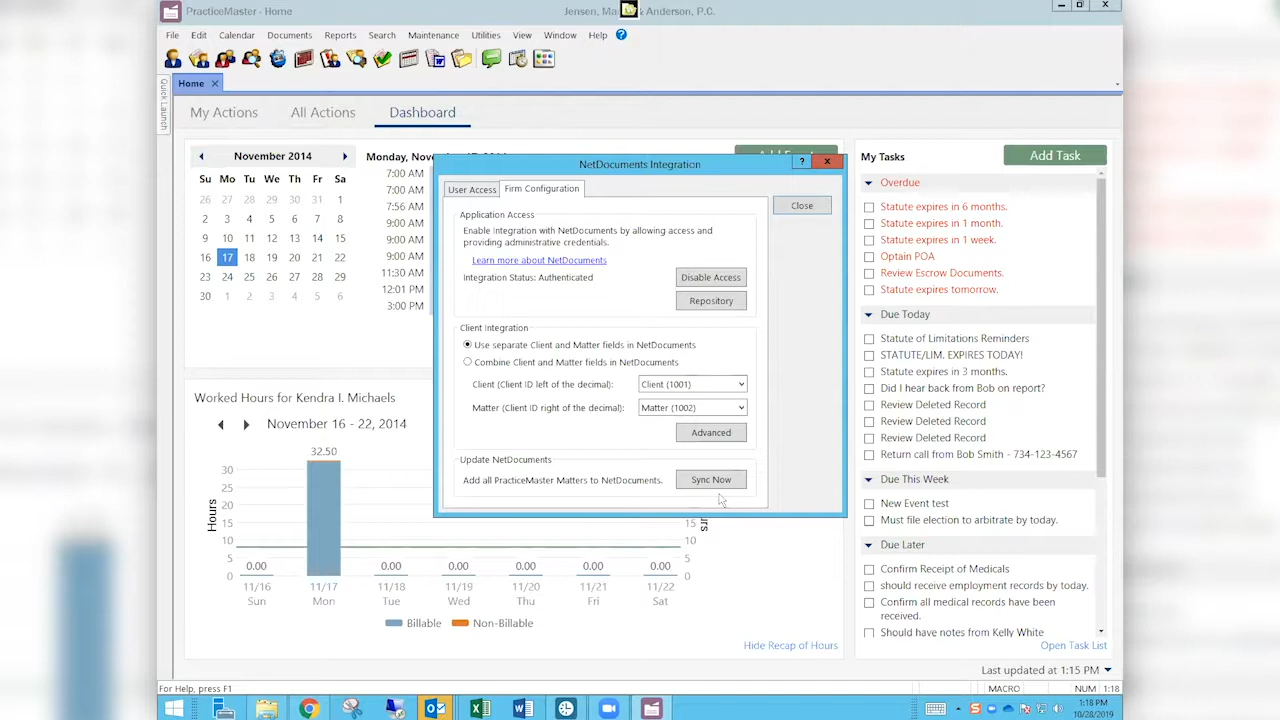 PracticeMaster - Home
Jensen, Ma k Anderson, P.C.
File Edit Calendar Documents Reports Search Maintenance Utilities View Window Help ?
Home
Quick Launch
My Actions All Actions Dashboard
November 2014
Su Mo Tu We Th Fr Sa
26 27 28 29 30 31 1
2 3 4 5 6 7 8
9 10 11 12 13 14 15
16 17 18 19 20 21 22
23 24 25 26 27 28 29
30 1 2 3 4 5 6
Monday, Nov
7:00 AM
7:00 AM
7:56 AM
9:00 AM
9:00 AM
9:00 AM
11:30 AM
12:01 PM
3:00 PM
NetDocuments Integration
User Access Firm Configuration
Close
Application Access
Enable Integration with NetDocuments by allowing access and
providing administrative credentials.
Learn more about NetDocuments
Integration Status: Authenticated
Disable Access
Repository
Client Integration
Use separate Client and Matter fields in NetDocuments
Combine Client and Matter fields in NetDocuments
Client (Client ID left of the decimal): Client (1001)
Matter (Client ID right of the decimal): Matter (1002)
Advanced
Update NetDocuments
Add all PracticeMaster Matters to NetDocuments. Sync Now
Worked Hours for Kendra I. Michaels
November 16 - 22, 2014
32.50
Hours
30
25
20
15
10
5
0
15
10
5
0
0.00 0.00 0.00 0.00 0.00 0.00
11/16 11/17 11/18 11/19 11/20 11/21 11/22
Sun Mon Tue Wed Thu Fri Sat
Billable Non-Billable
Hide Recap of Hours
My Tasks
Add Task
Overdue
Statute expires in 6 months.
Statute expires in 1 month.
Statute expires in 1 week.
Optain POA
Review Escrow Documents.
Statute expires tomorrow.
Due Today
Statute of Limitations Reminders
STATUTE/LIM. EXPIRES TODAY!
Statute expires in 3 months.
Did I hear back from Bob on report?
Review Deleted Record
Review Deleted Record
Review Deleted Record
Return call from Bob Smith - 734-123-4567
Due This Week
New Event test
Must file election to arbitrate by today.
Due Later
Confirm Receipt of Medicals
should receive employment records by today.
Confirm all medical records have been
received.
Should have notes from Kelly White
Open Task List
Last updated at 1:15 PM
For Help, press F1
MACRO NUM 1:18
1:18 PM
10/28/2019